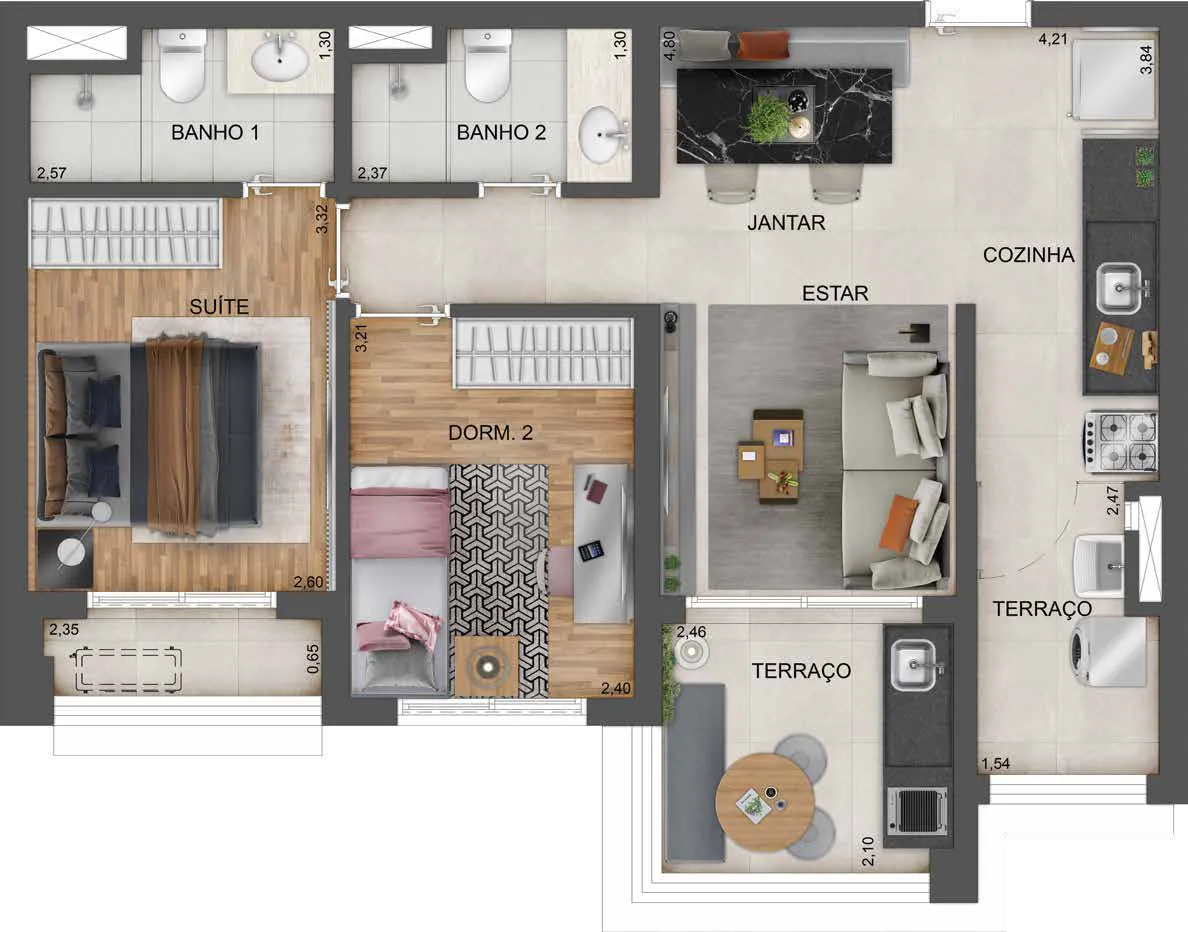 1,30
1,30
4,80
4,21
3,84
BANHO 1
BANHO 2
2,57
2,37
3,32
JANTAR
COZINHA
SUÍTE
ESTAR
3,21
DORM. 2
2,47
2,60
TERRAÇO
2,35
0,65
2,46
TERRAÇO
2,40
1,54
2,10